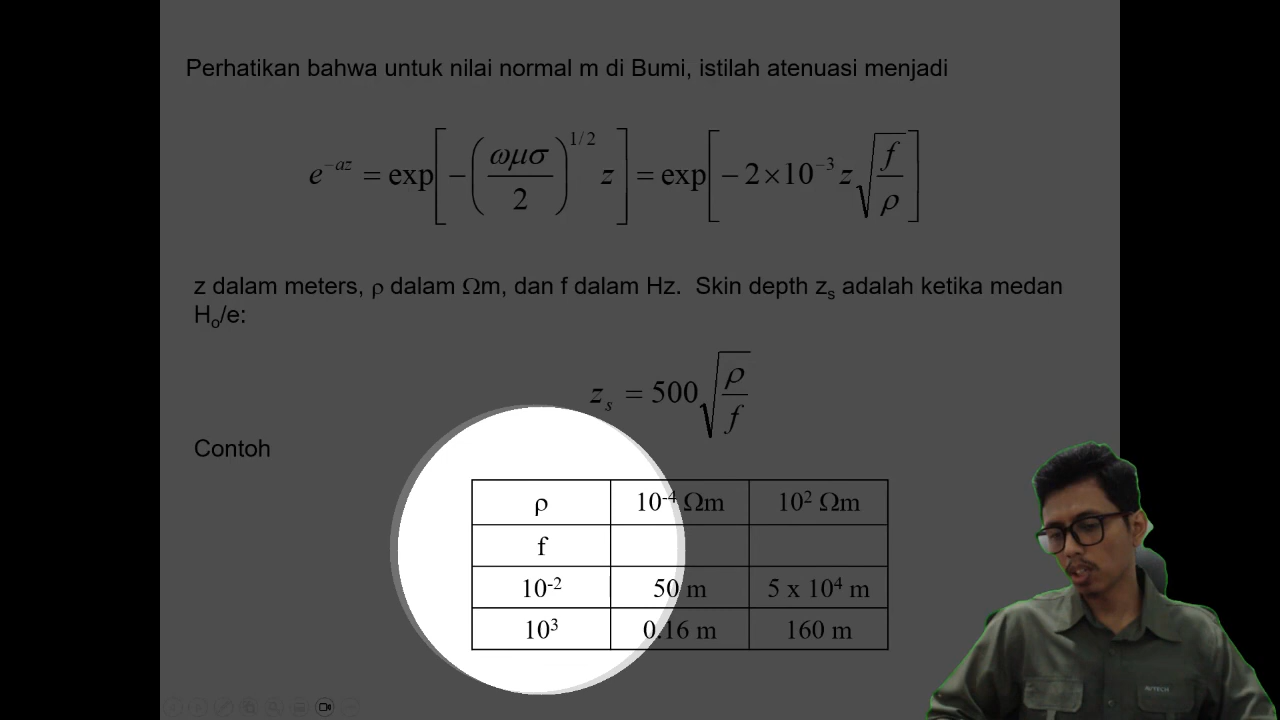 Perhatikan bahwa untuk nilai normal m di Bumi, istilah atenuasi menjadi
e^{-az} = exp[-(ωμσ/2)^{1/2} z] = exp[-2×10^{-3} z√(f/ρ)]
z dalam meters, ρ dalam Ωm, dan f dalam Hz. Skin depth z_s adalah ketika medan
H_o/e:
z_s = 500√(ρ/f)
Contoh
ρ 10^{-4} Ωm 10^{2} Ωm
f
10^{-2} 50 m 5 x 10^{4} m
10^{3} 0.16 m 160 m